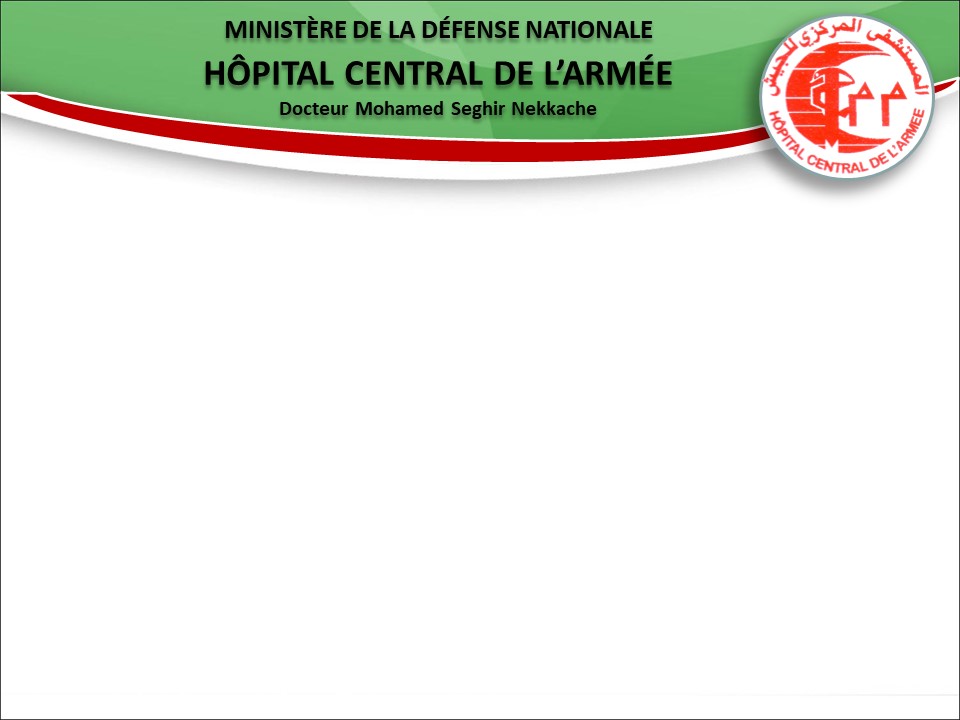 MINISTÈRE DE LA DÉFENSE NATIONALE
HÔPITAL CENTRAL DE L’ARMÉE
Docteur Mohamed Seghir Nekkache
المستشفى المركزي للجيش
م م
HÔPITAL CENTRAL DE L'ARMEE